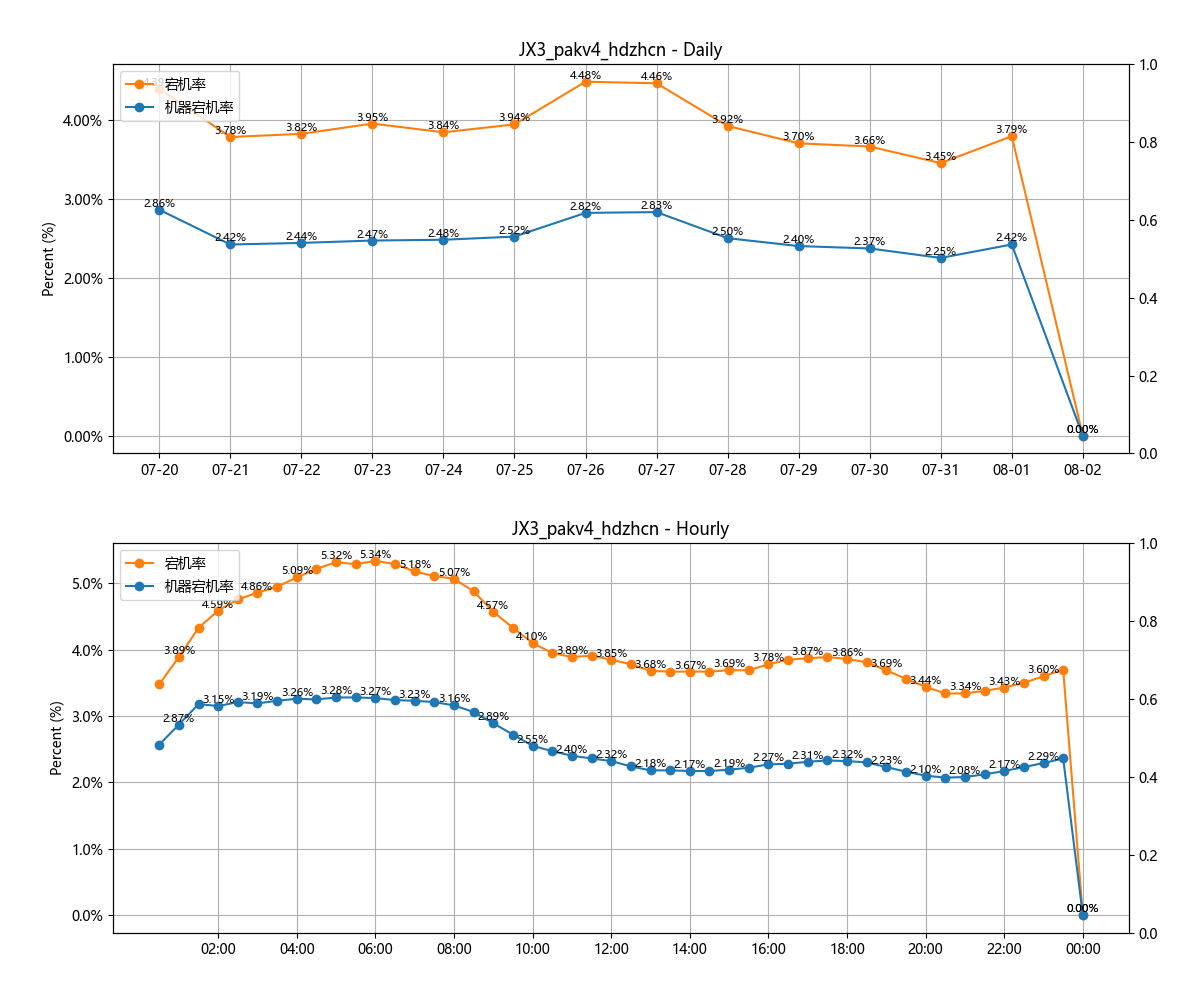 JX3_pakv4_hdzhcn - Daily
宕机率
机器宕机率
Percent (%)
4.00%
3.00%
2.00%
1.00%
0.00%
1.0
0.8
0.6
0.4
0.2
0.0
4.39% 3.78% 3.82% 3.95% 3.84% 3.94% 4.48% 4.46% 3.92% 3.70% 3.66% 3.45% 3.79% 0.00%
2.86% 2.42% 2.44% 2.47% 2.48% 2.52% 2.82% 2.83% 2.50% 2.40% 2.37% 2.25% 2.42% 0.00%
07-20 07-21 07-22 07-23 07-24 07-25 07-26 07-27 07-28 07-29 07-30 07-31 08-01 08-02
JX3_pakv4_hdzhcn - Hourly
宕机率
机器宕机率
Percent (%)
5.0%
4.0%
3.0%
2.0%
1.0%
0.0%
1.0
0.8
0.6
0.4
0.2
0.0
3.89% 4.59% 4.86% 5.09% 5.32% 5.34% 5.18% 5.07% 4.57% 4.10% 3.89% 3.85% 3.68% 3.67% 3.69% 3.78% 3.87% 3.86% 3.69% 3.44% 3.34% 3.43% 3.60% 0.00%
2.87% 3.15% 3.19% 3.26% 3.28% 3.27% 3.23% 3.16% 2.89% 2.55% 2.40% 2.32% 2.18% 2.17% 2.19% 2.27% 2.31% 2.32% 2.23% 2.10% 2.08% 2.17% 2.29% 0.00%
02:00 04:00 06:00 08:00 10:00 12:00 14:00 16:00 18:00 20:00 22:00 00:00